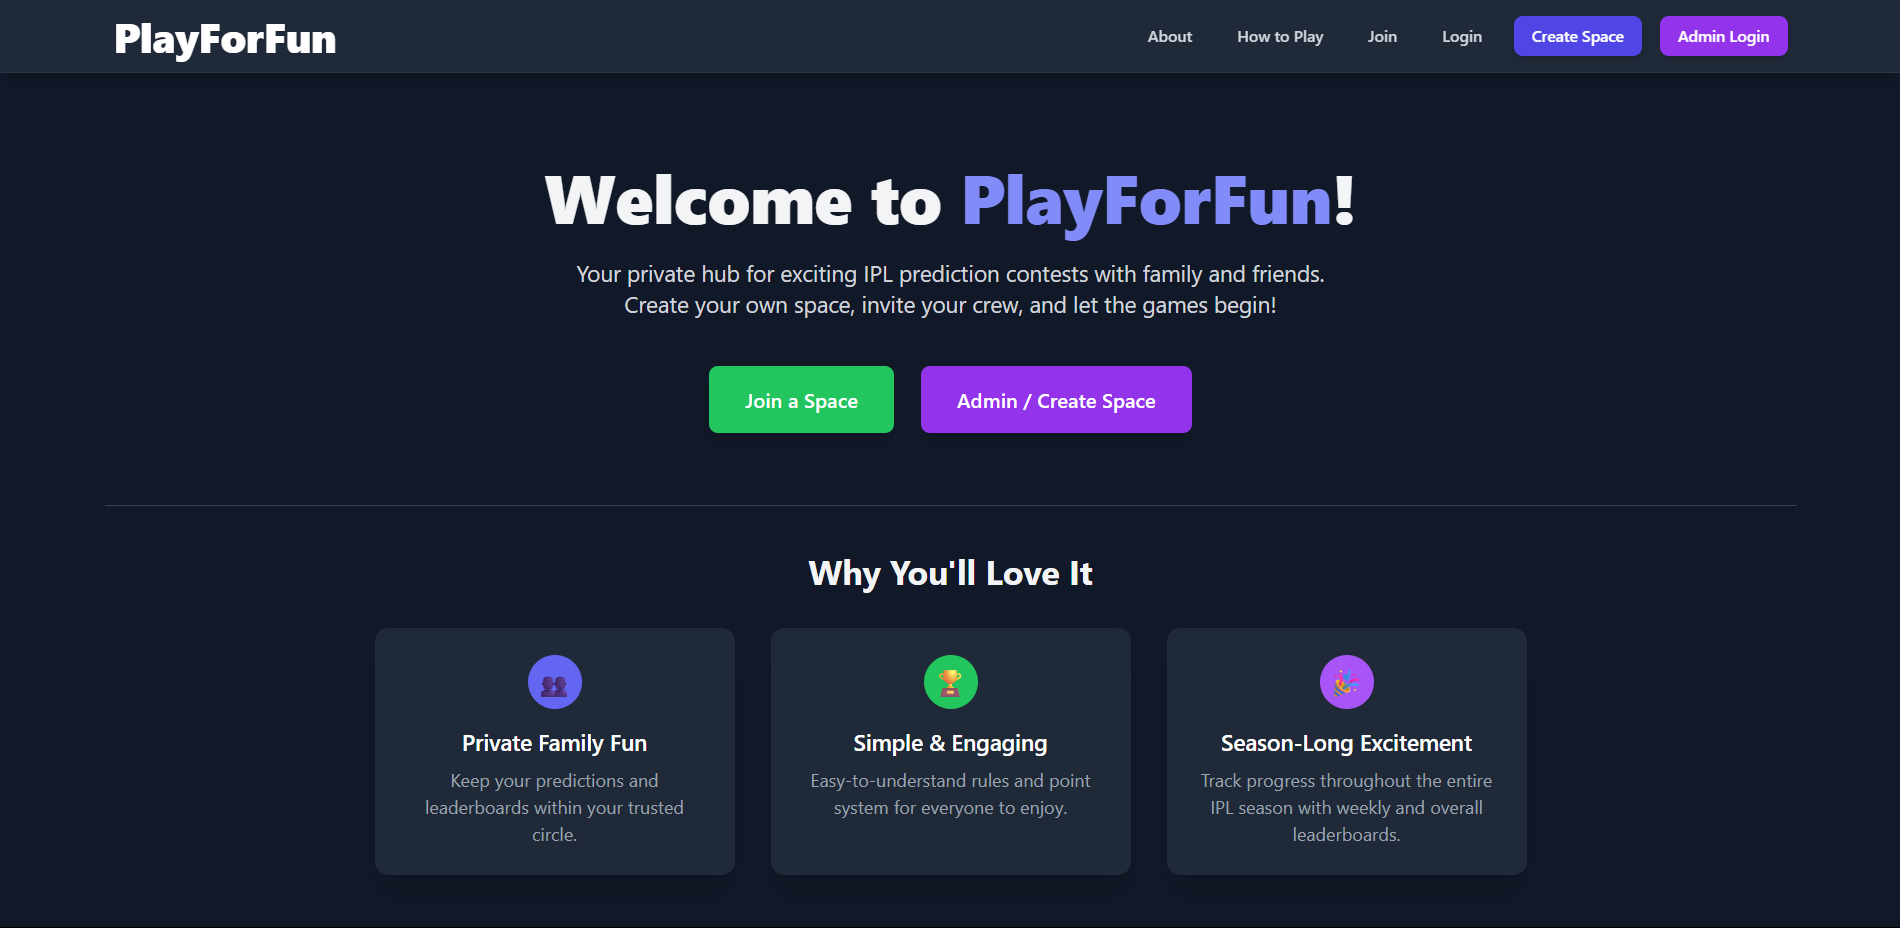 PlayForFun
About
How to Play
Join
Login
Create Space
Admin Login
Welcome to PlayForFun!
Your private hub for exciting IPL prediction contests with family and friends.
Create your own space, invite your crew, and let the games begin!
Join a Space
Admin / Create Space
Why You'll Love It
Private Family Fun
Keep your predictions and
leaderboards within your trusted
circle.
Simple & Engaging
Easy-to-understand rules and point
system for everyone to enjoy.
Season-Long Excitement
Track progress throughout the entire
IPL season with weekly and overall
leaderboards.